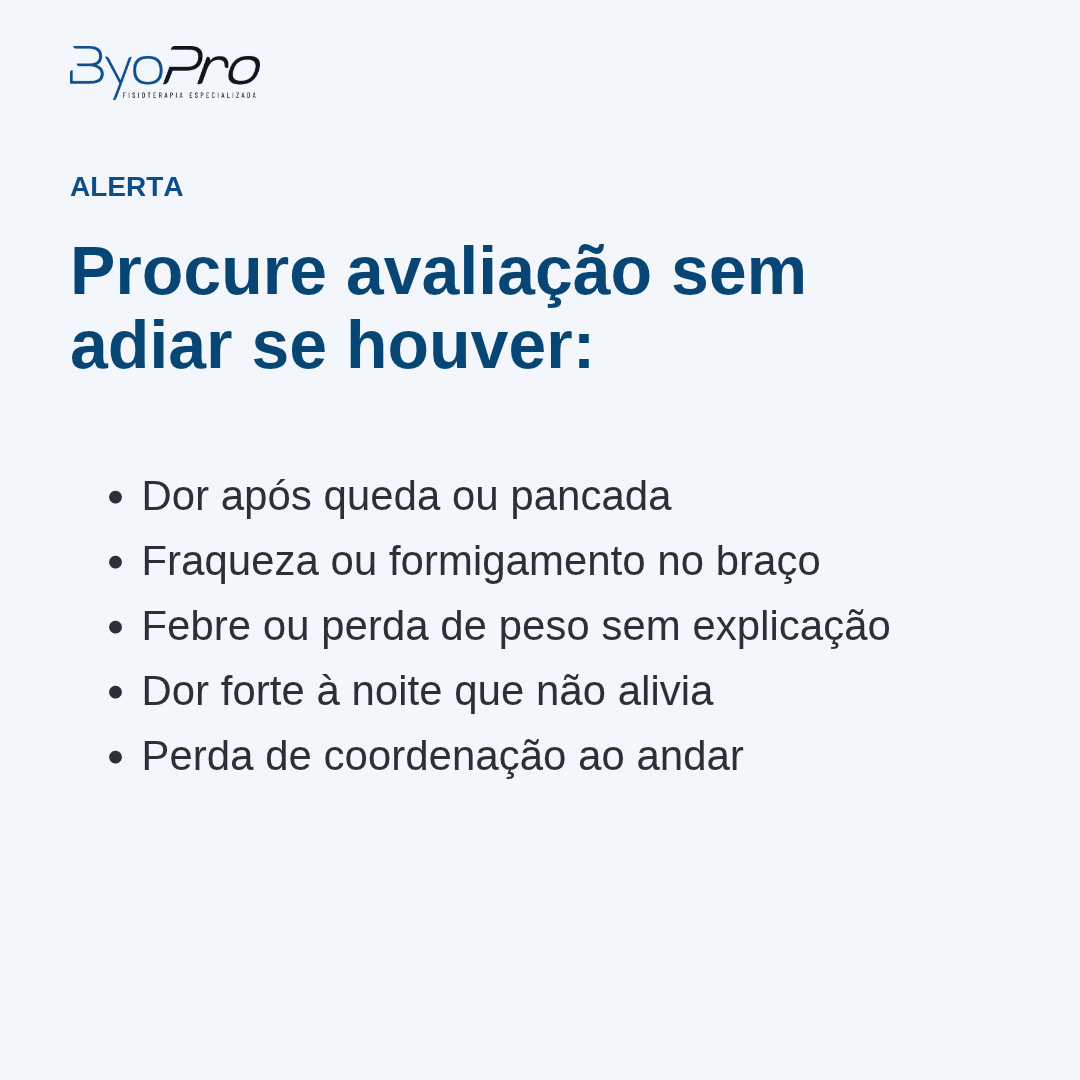 ByoPro
FISIOTERAPIA ESPECIALIZADA
ALERTA
Procure avaliação sem
adiar se houver:
• Dor após queda ou pancada
• Fraqueza ou formigamento no braço
• Febre ou perda de peso sem explicação
• Dor forte à noite que não alivia
• Perda de coordenação ao andar